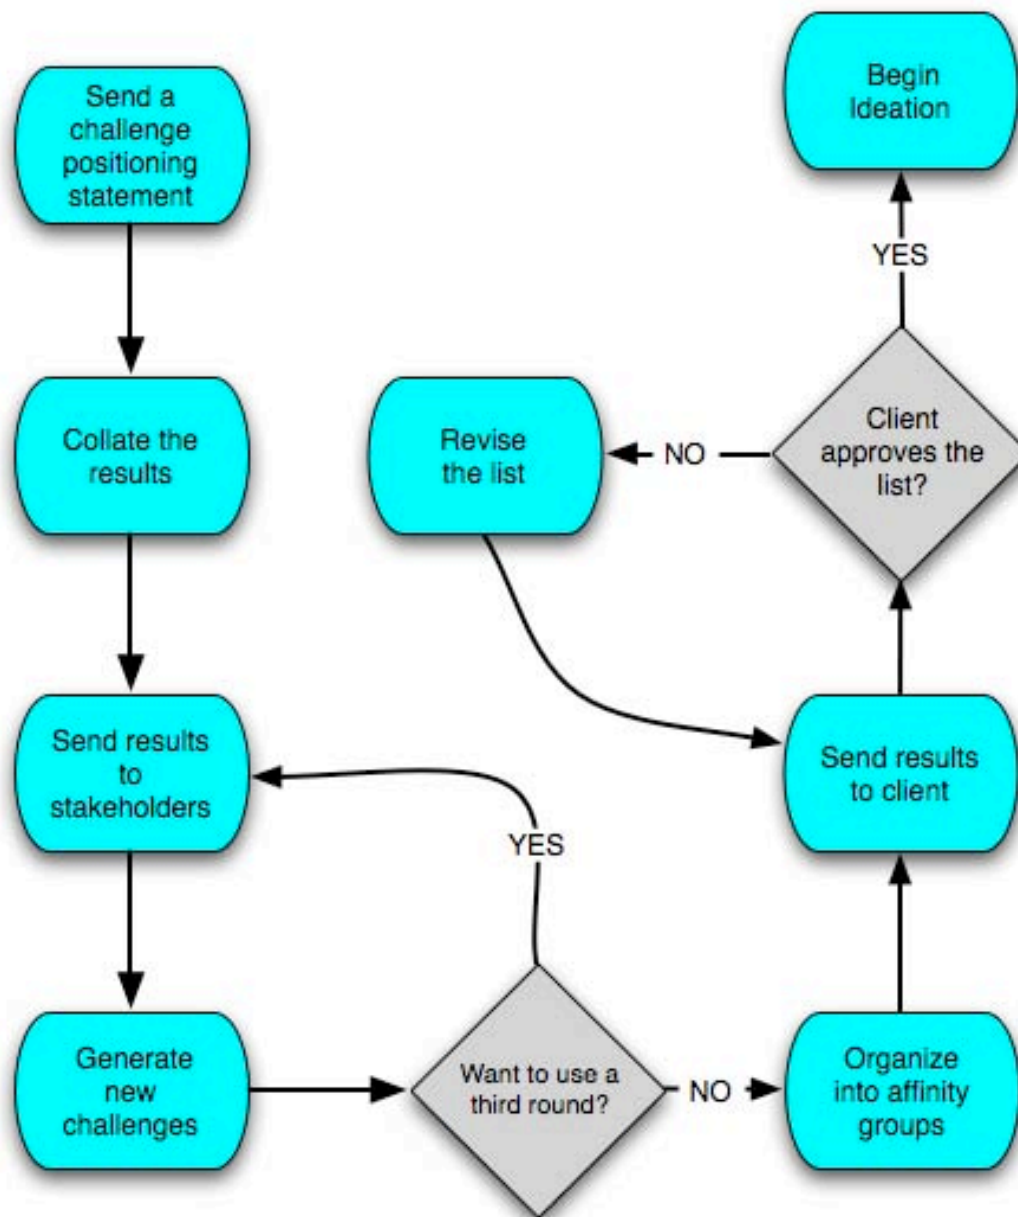 Send a
challenge
positioning
statement
Collate the
results
Send results
to
stakeholders
Generate
new
challenges
Want to use a
third round?
YES
NO
Organize
into affinity
groups
Send results
to client
Client
approves the
list?
NO
Revise
the list
YES
Begin
Ideation